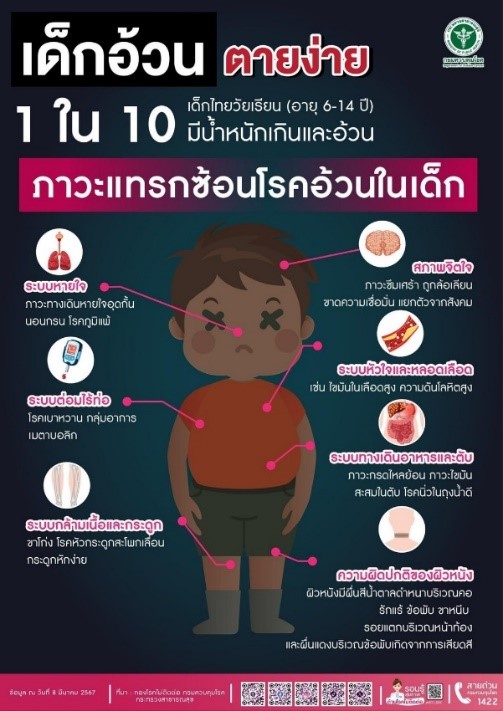 เด็กอ้วน ตายง่าย
กรมควบคุมโรค
1 ใน 10 เด็กไทยวัยเรียน (อายุ 6-14 ปี)
มีน้ำหนักเกินและอ้วน
ภาวะแทรกซ้อนโรคอ้วนในเด็ก
ระบบหายใจ
ภาวะทางเดินหายใจอุดกั้น
นอนกรน โรคภูมิแพ้
สุขภาพจิตใจ
ภาวะซึมเศร้า ถูกล้อเลียน
ขาดความเชื่อมั่น แยกตัวจากสังคม
ระบบต่อมไร้ท่อ
โรคเบาหวาน กลุ่มอาการ
เมตาบอลิก
ระบบหัวใจและหลอดเลือด
เช่น ไขมันในเลือดสูง ความดันโลหิตสูง
ระบบทางเดินอาหารและตับ
ภาวะกรดไหลย้อน ภาวะไขมัน
สะสมในตับ โรคนิ่วในถุงน้ำดี
ระบบกล้ามเนื้อและกระดูก
ขาโก่ง โรคหัวกระดูกสะโพกเลื่อน
กระดูกหักง่าย
ความผิดปกติของผิวหนัง
ผิวหนังมีผื่นสีน้ำตาลดำหนาบริเวณคอ
รักแร้ ข้อพับ ขาหนีบ
รอยแตกบริเวณหน้าท้อง
และผื่นแดงบริเวณข้อพับเกิดจากการเสียดสี
ข้อมูล ณ วันที่ 8 มีนาคม 2567
ที่มา : กองโรคไม่ติดต่อ กรมควบคุมโรค
กระทรวงสาธารณสุข
รอบรู้
สายด่วน
กรมควบคุมโรค
1422